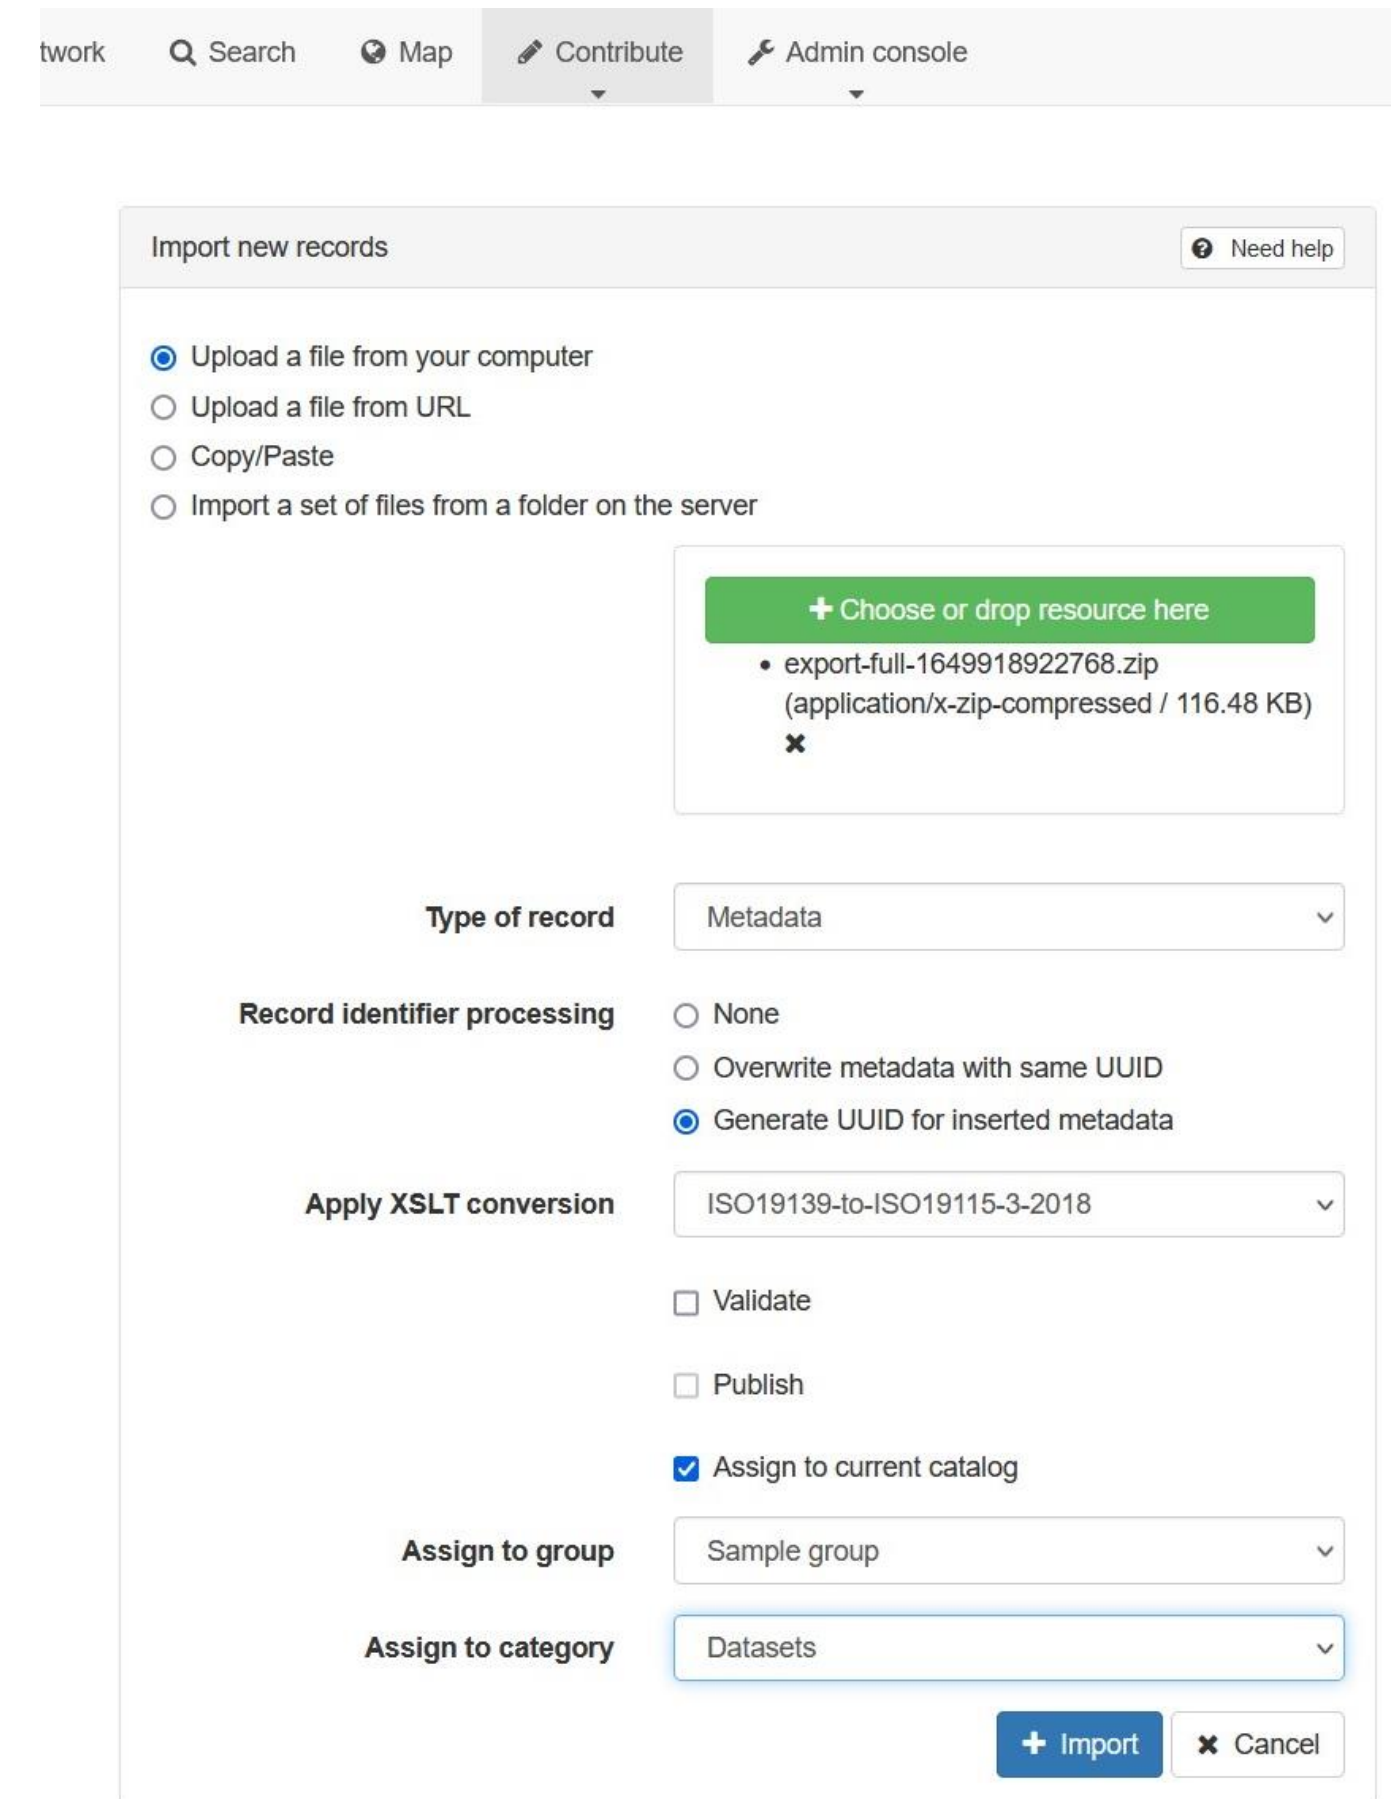 twork Search Map Contribute Admin console
Import new records Need help
Upload a file from your computer
Upload a file from URL
Copy/Paste
Import a set of files from a folder on the server
Choose or drop resource here
export-full-1649918922768.zip
(application/x-zip-compressed / 116.48 KB)
Type of record Metadata
Record identifier processing None
Overwrite metadata with same UUID
Generate UUID for inserted metadata
Apply XSLT conversion ISO19139-to-ISO19115-3-2018
Validate
Publish
Assign to current catalog
Assign to group Sample group
Assign to category Datasets
Import Cancel